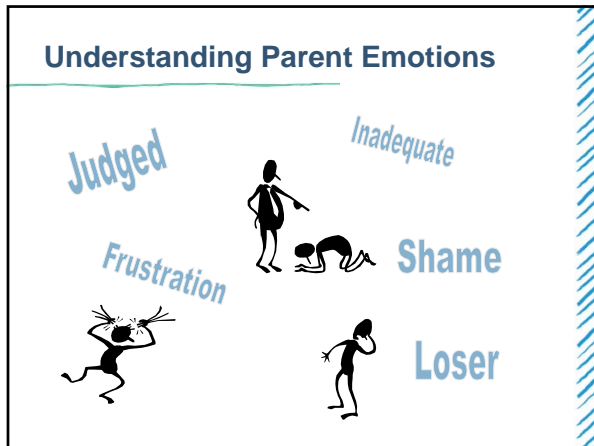 Understanding Parent Emotions
Judged
Inadequate
Frustration
Shame
Loser